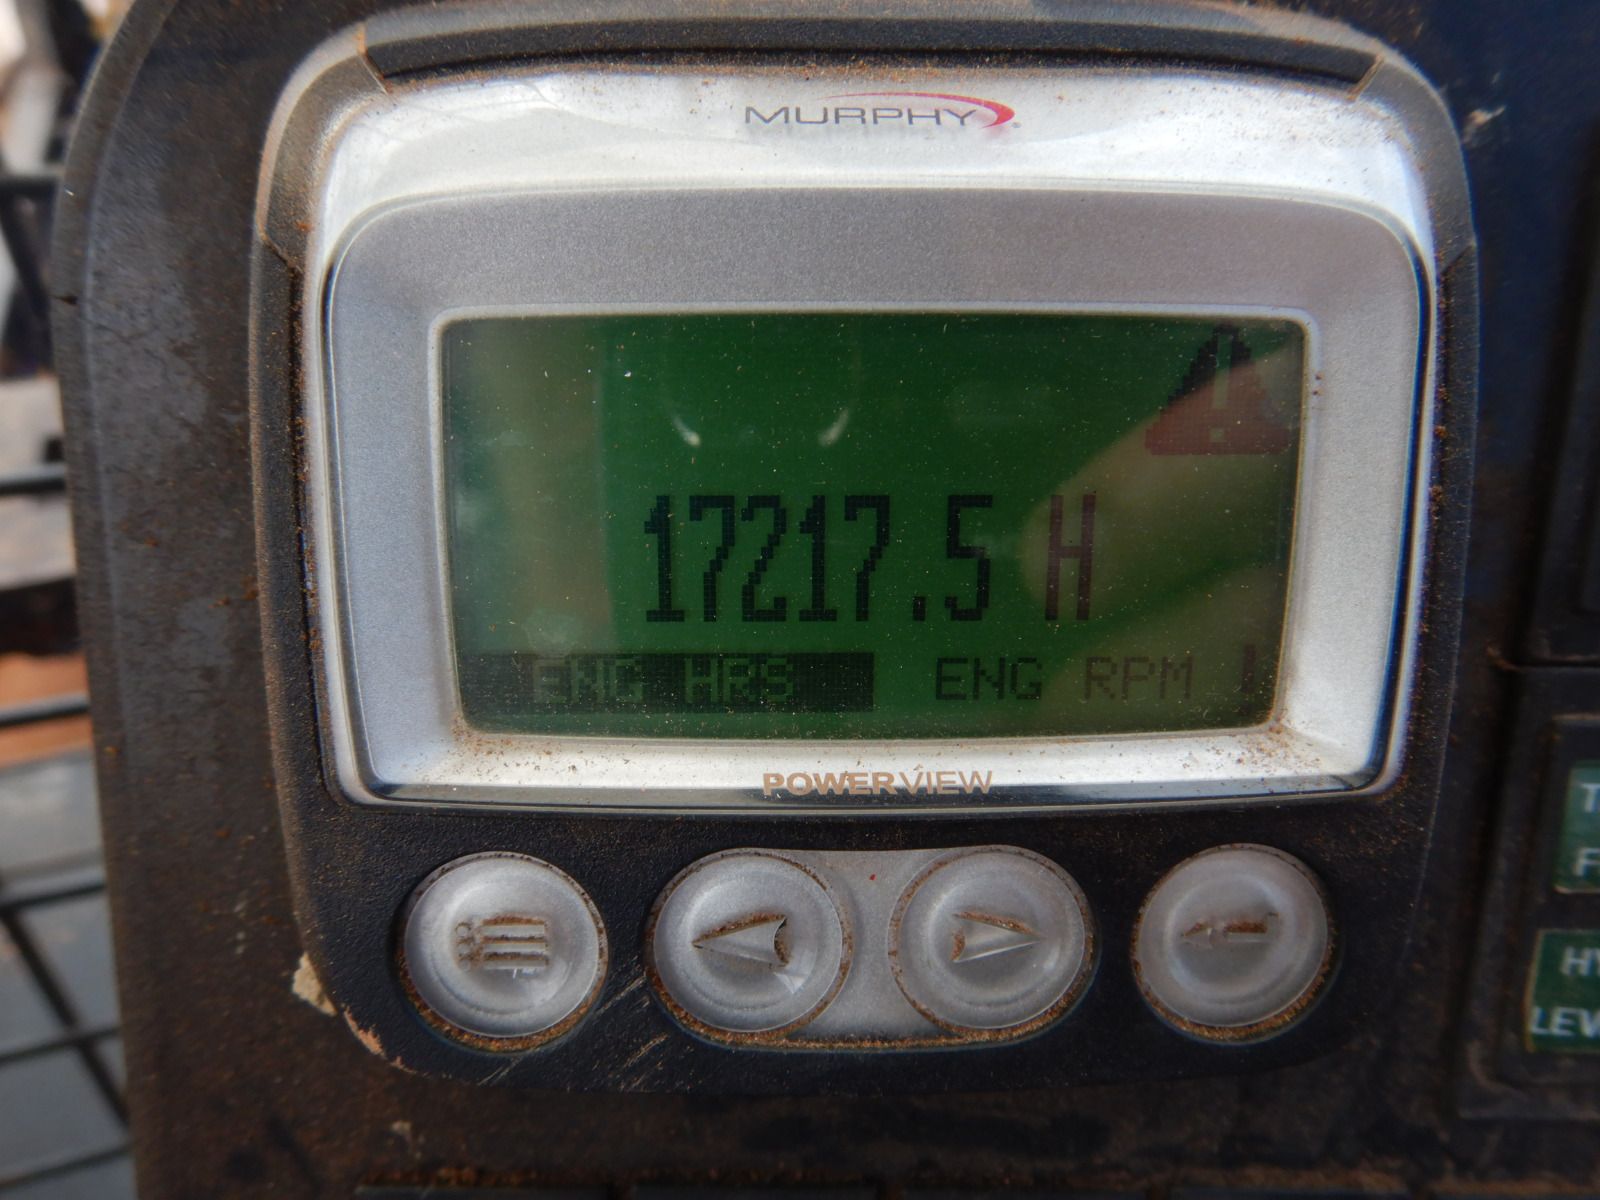 MURPHY
17217.5 H
ENG HRS ENG RPM
POWERVIEW